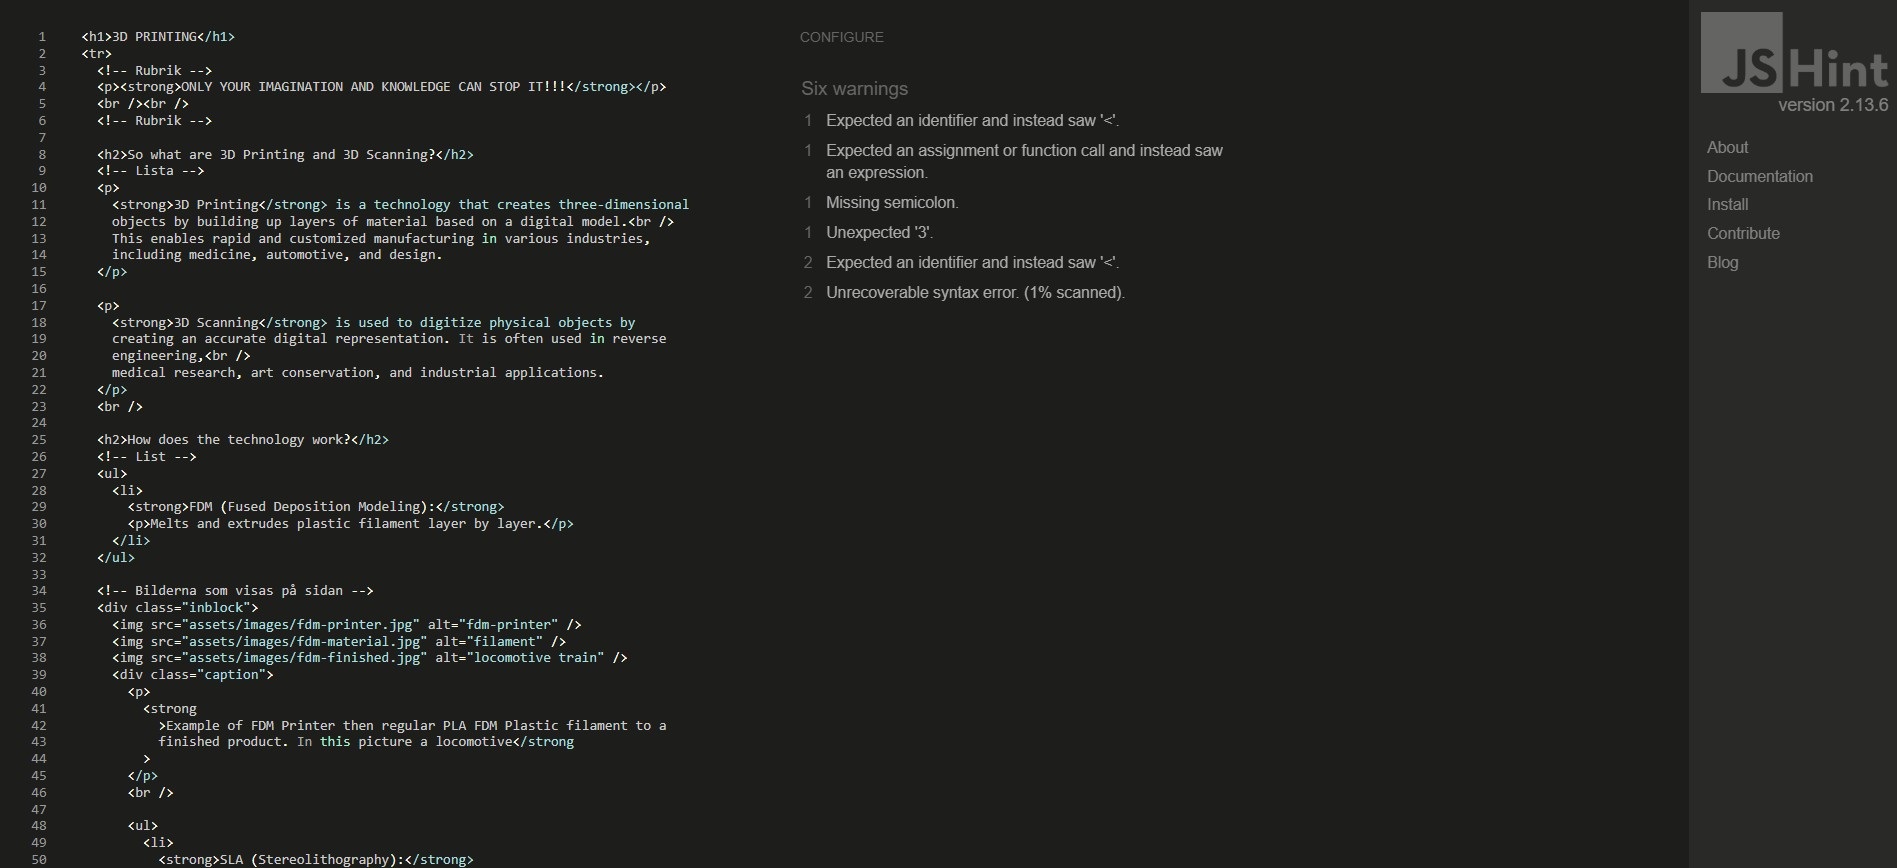 1 <h1>3D PRINTING</h1>
2 <tr>
3 <!-- Rubrik -->
4 <p><strong>ONLY YOUR IMAGINATION AND KNOWLEDGE CAN STOP IT!!!</strong></p>
5 <br /><br />
6 <!-- Rubrik -->
7
8 <h2>So what are 3D Printing and 3D Scanning?</h2>
9 <!-- Lista -->
10 <p>
11 <strong>3D Printing</strong> is a technology that creates three-dimensional
12 objects by building up layers of material based on a digital model.<br />
13 This enables rapid and customized manufacturing in various industries,
14 including medicine, automotive, and design.
15 </p>
16
17 <p>
18 <strong>3D Scanning</strong> is used to digitize physical objects by
19 creating an accurate digital representation. It is often used in reverse
20 engineering,<br />
21 medical research, art conservation, and industrial applications.
22 </p>
23 <br />
24
25 <h2>How does the technology work?</h2>
26 <!-- List -->
27 <ul>
28 <li>
29 <strong>FDM (Fused Deposition Modeling):</strong>
30 <p>Melts and extrudes plastic filament layer by layer.</p>
31 </li>
32 </ul>
33
34 <!-- Bilderna som visas på sidan -->
35 <div class="inblock">
36 <img src="assets/images/fdm-printer.jpg" alt="fdm-printer" />
37 <img src="assets/images/fdm-material.jpg" alt="filament" />
38 <img src="assets/images/fdm-finished.jpg" alt="locomotive train" />
39 <div class="caption">
40 <p>
41 <strong
42 >Example of FDM Printer then regular PLA FDM Plastic filament to a
43 finished product. In this picture a locomotive</strong
44 >
45 </p>
46 <br />
47
48 <ul>
49 <li>
50 <strong>SLA (Stereolithography):</strong>
CONFIGURE
Six warnings
1 Expected an identifier and instead saw '<'.
1 Expected an assignment or function call and instead saw
an expression.
1 Missing semicolon.
1 Unexpected '3'.
2 Expected an identifier and instead saw '<'.
2 Unrecoverable syntax error. (1% scanned).
JSHint
version 2.13.6
About
Documentation
Install
Contribute
Blog